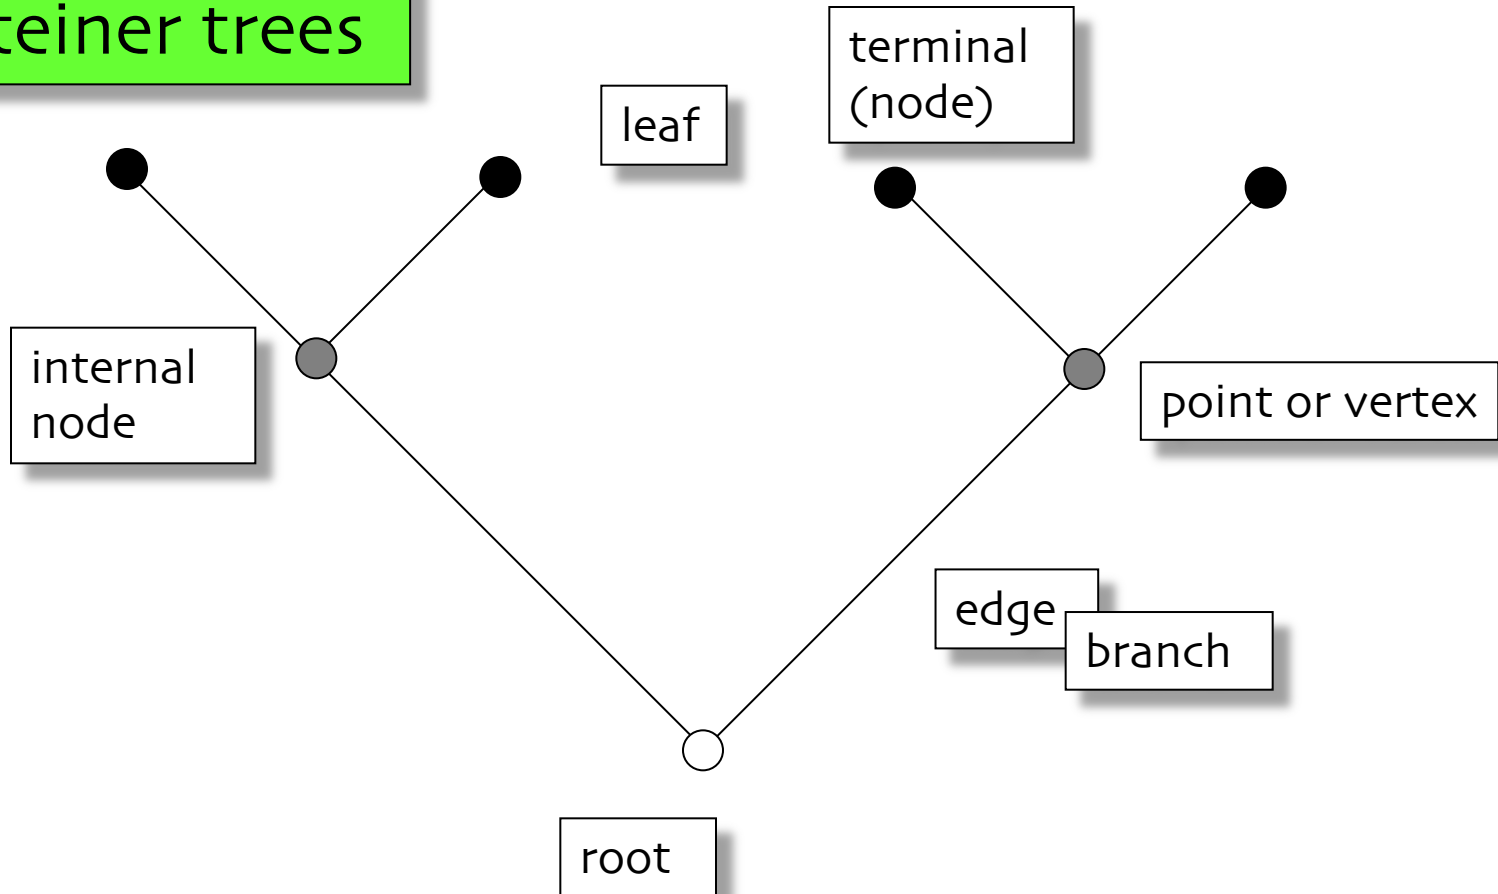 teiner trees
terminal
(node)
leaf
internal
node
point or vertex
edge
branch
root